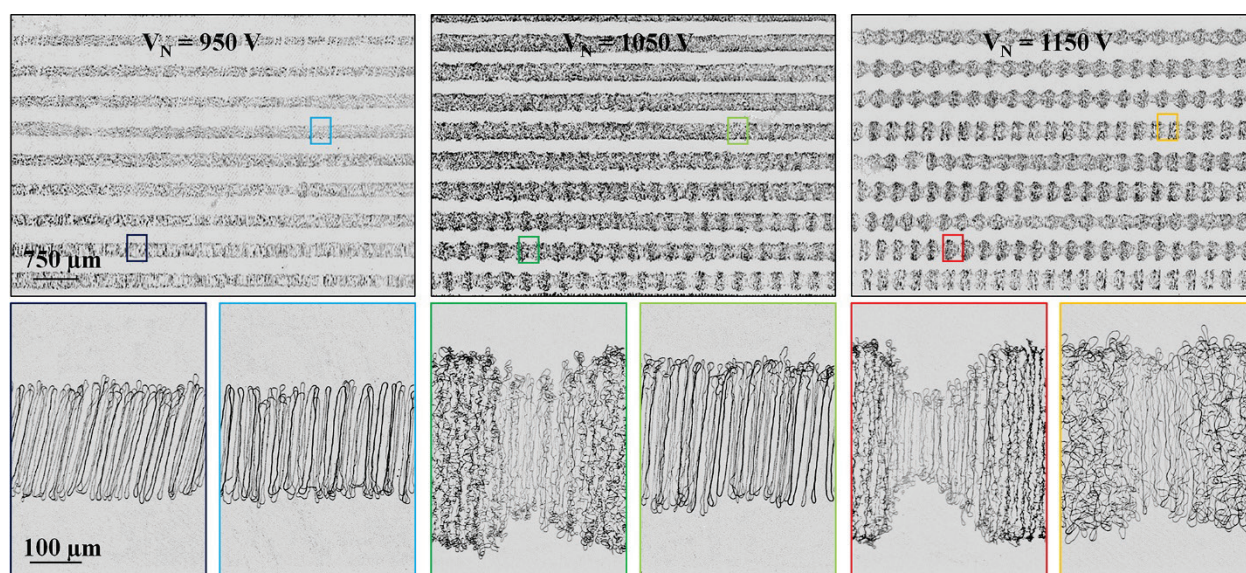 V_N = 950 V
V_N = 1050 V
V_N = 1150 V
750 μm
100 μm